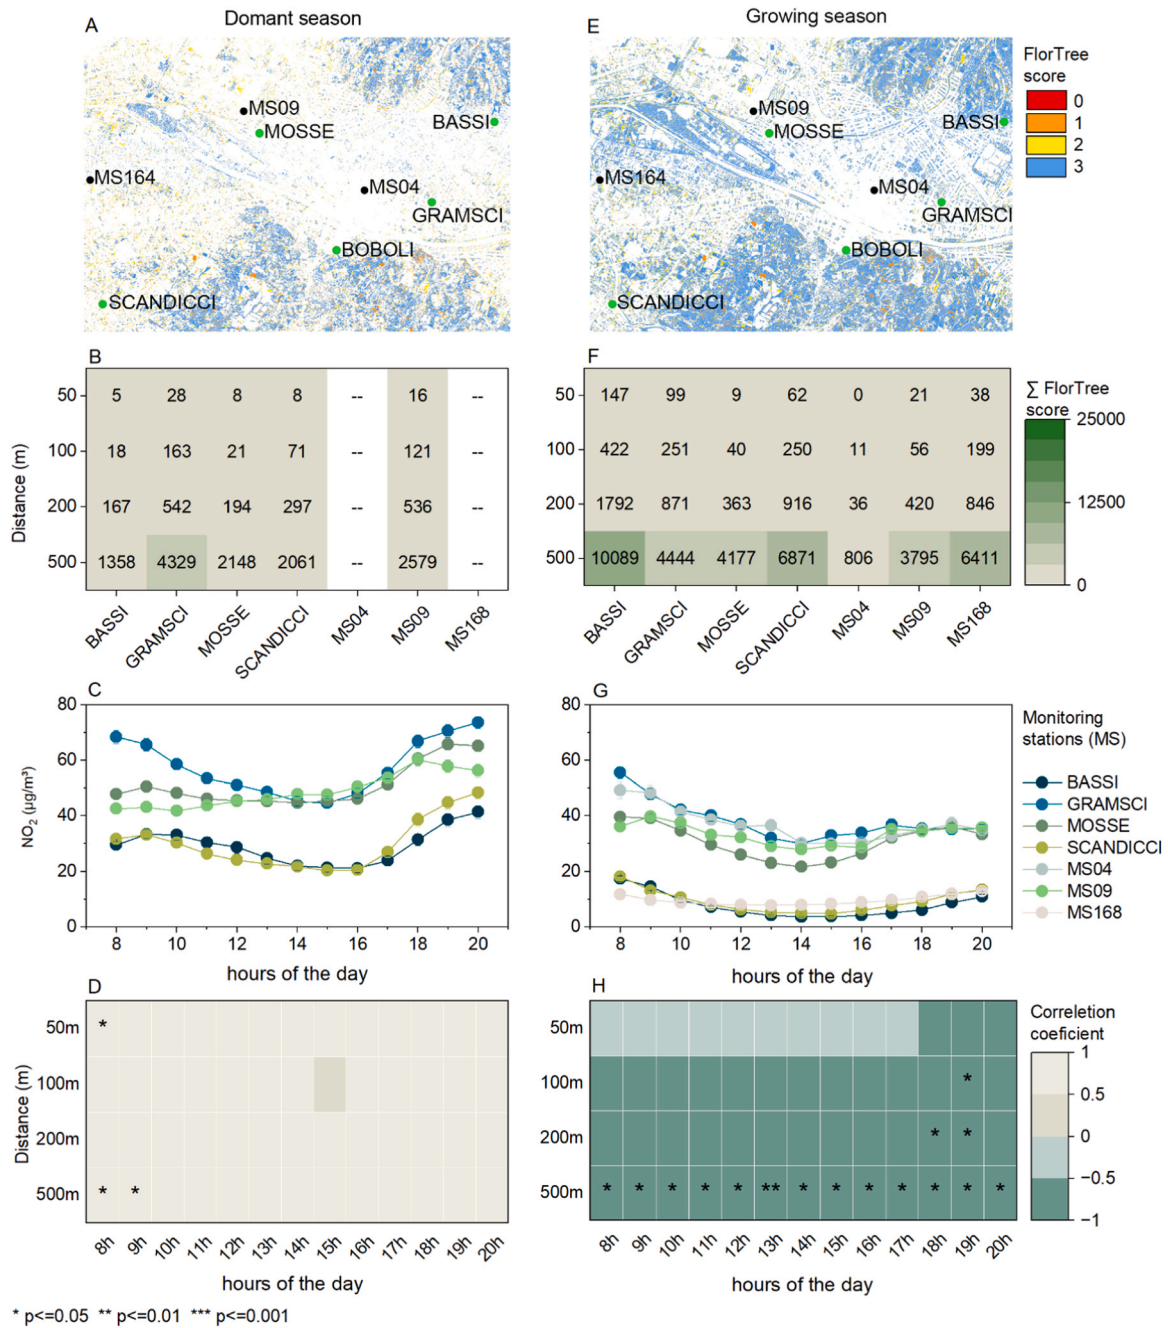 Domant season
Growing season
A
MS09
MOSSE
BASSI
MS164
MS04
GRAMSCI
BOBOLI
SCANDICCI
E
MS09
MOSSE
BASSI
MS164
MS04
GRAMSCI
BOBOLI
SCANDICCI
FlorTree
score
0
1
2
3
B
Distance (m)
50 5 28 8 8 -- 16 --
100 18 163 21 71 -- 121 --
200 167 542 194 297 -- 536 --
500 1358 4329 2148 2061 -- 2579 --
BASSI GRAMSCI MOSSE SCANDICCI MS04 MS09 MS168
F
50 147 99 9 62 0 21 38
100 422 251 40 250 11 56 199
200 1792 871 363 916 36 420 846
500 10089 4444 4177 6871 806 3795 6411
BASSI GRAMSCI MOSSE SCANDICCI MS04 MS09 MS168
∑ FlorTree
score
25000
12500
0
C
NO₂ (µg/m³)
80
60
40
20
0
8 10 12 14 16 18 20
hours of the day
G
80
60
40
20
0
8 10 12 14 16 18 20
hours of the day
Monitoring
stations (MS)
BASSI
GRAMSCI
MOSSE
SCANDICCI
MS04
MS09
MS168
D
Distance (m)
50m *
100m
200m
500m * *
8h 9h 10h 11h 12h 13h 14h 15h 16h 17h 18h 19h 20h
hours of the day
H
50m
100m *
200m * *
500m * * * * * ** * * * * * * *
8h 9h 10h 11h 12h 13h 14h 15h 16h 17h 18h 19h 20h
hours of the day
Correletion
coeficient
1
0.5
0
−0.5
−1
* p<=0.05 ** p<=0.01 *** p<=0.001